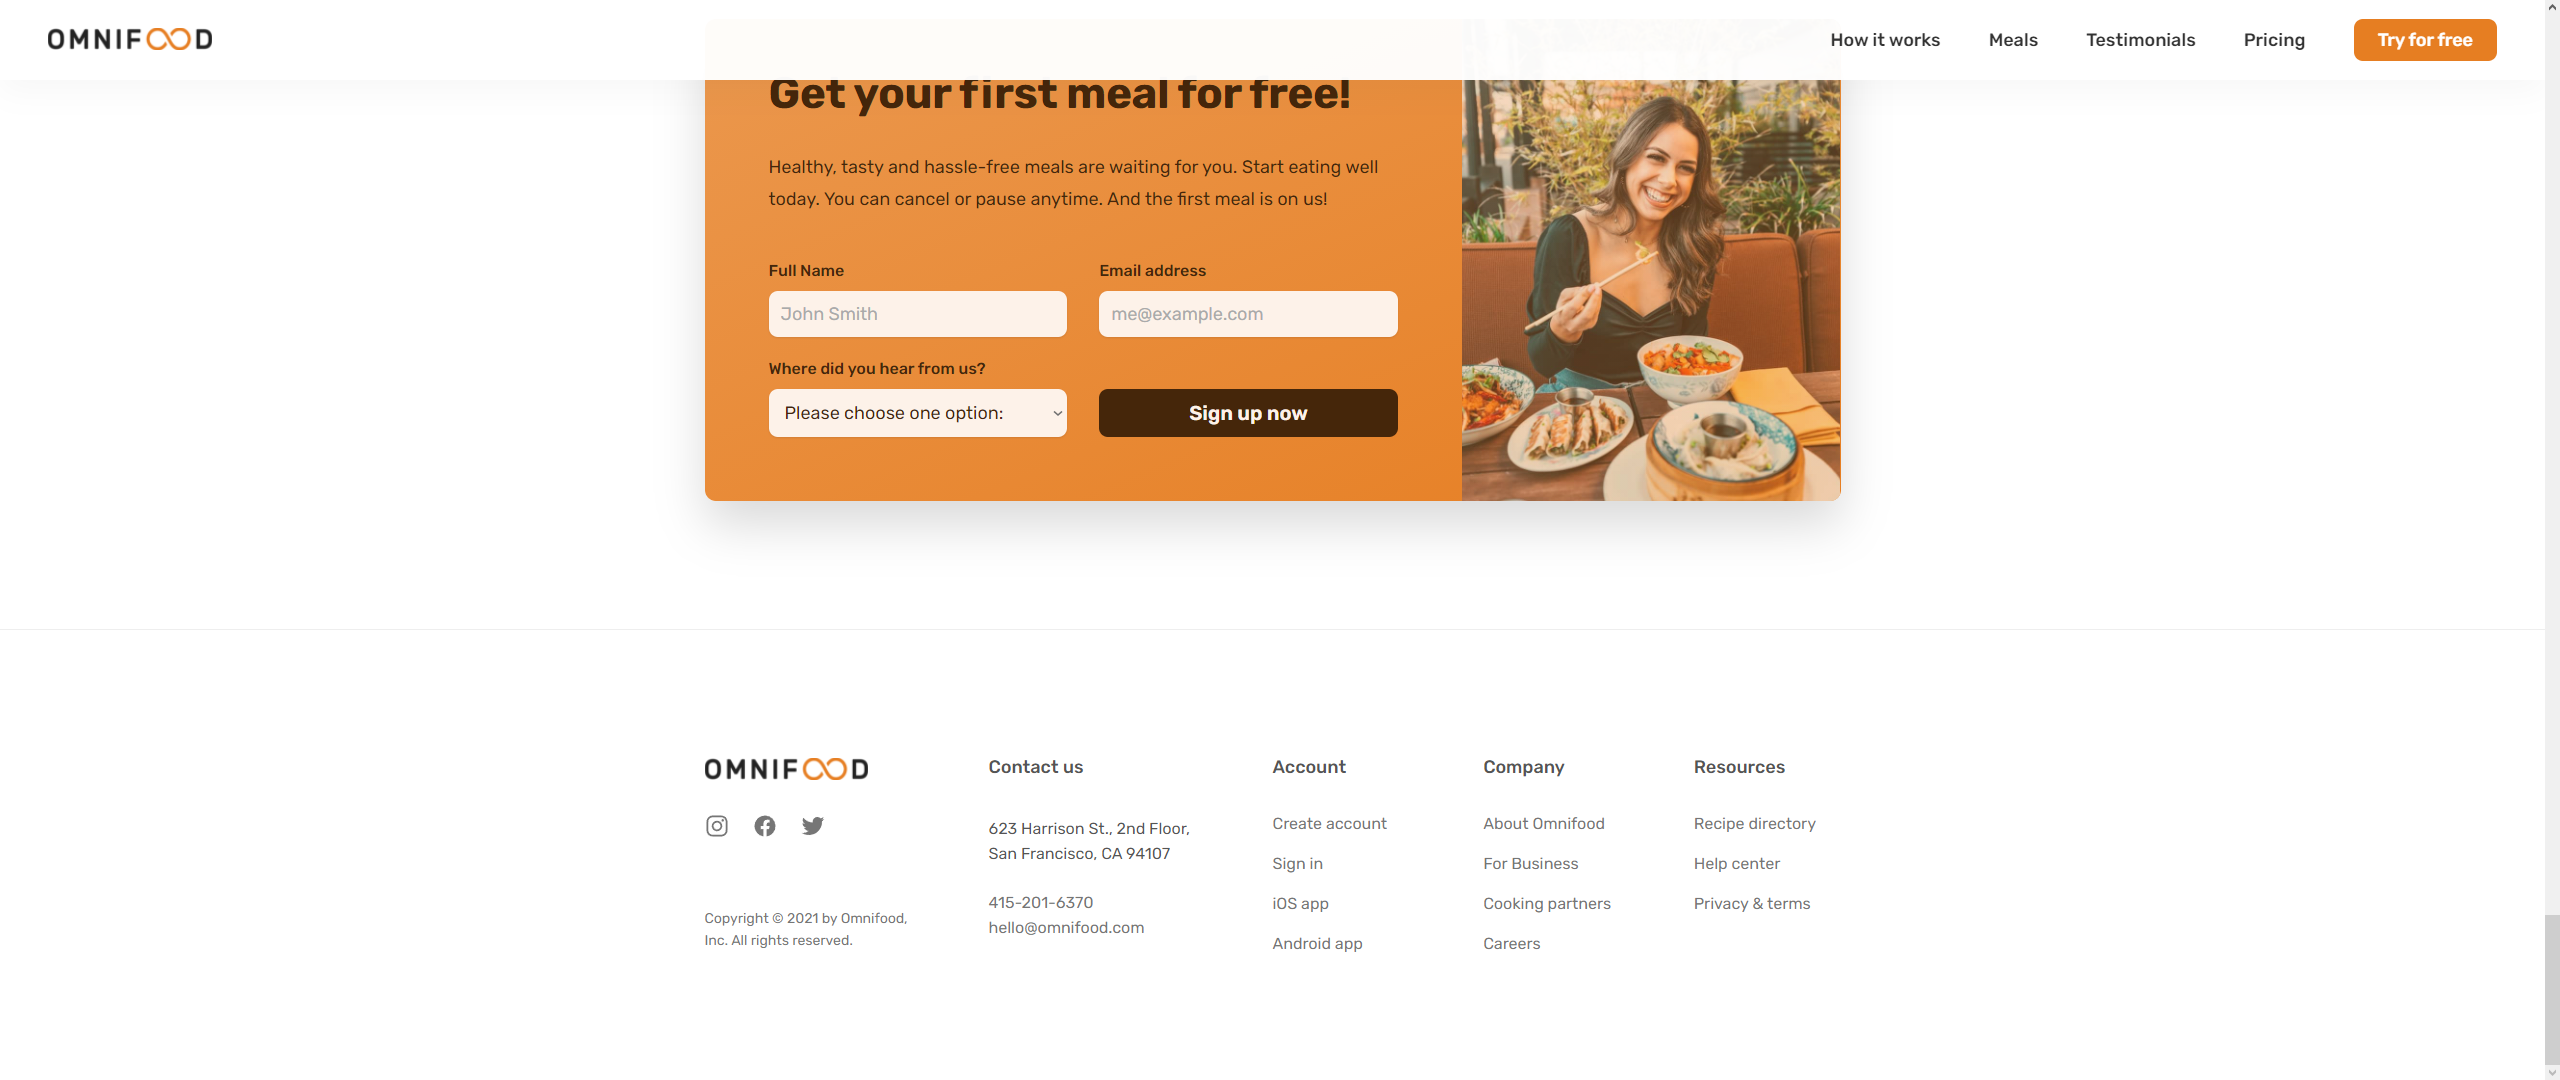 OMNIFOOD
How it works
Meals
Testimonials
Pricing
Try for free
Get your first meal for free!
Healthy, tasty and hassle-free meals are waiting for you. Start eating well
today. You can cancel or pause anytime. And the first meal is on us!
Full Name
Email address
John Smith
me@example.com
Where did you hear from us?
Please choose one option:
Sign up now
OMNIFOOD
Copyright © 2021 by Omnifood,
Inc. All rights reserved.
Contact us
623 Harrison St., 2nd Floor,
San Francisco, CA 94107
415-201-6370
hello@omnifood.com
Account
Create account
Sign in
iOS app
Android app
Company
About Omnifood
For Business
Cooking partners
Careers
Resources
Recipe directory
Help center
Privacy & terms